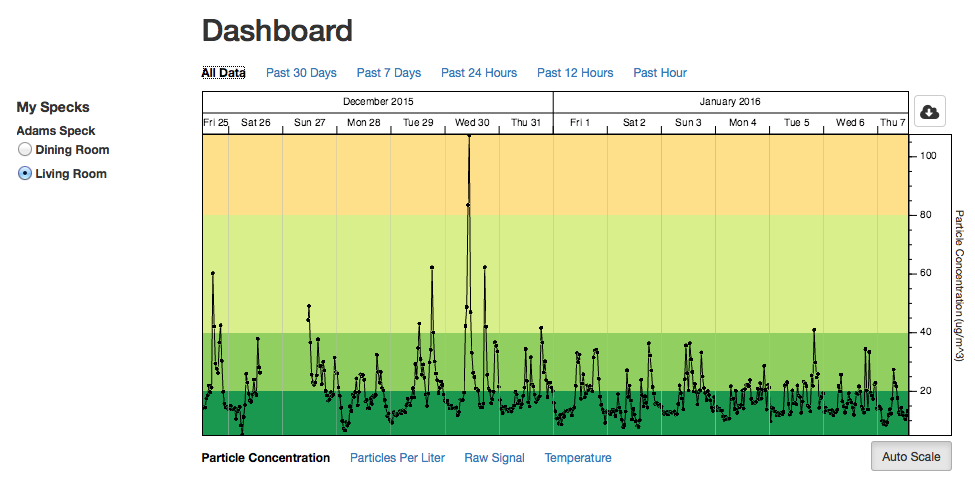 Dashboard
All Data Past 30 Days Past 7 Days Past 24 Hours Past 12 Hours Past Hour
My Specks
Adams Speck
Dining Room
Living Room
December 2015 January 2016
Fri 25 Sat 26 Sun 27 Mon 28 Tue 29 Wed 30 Thu 31 Fri 1 Sat 2 Sun 3 Mon 4 Tue 5 Wed 6 Thu 7
100
80
60
40
20
Particle Concentration (ug/m^3)
Particle Concentration Particles Per Liter Raw Signal Temperature
Auto Scale